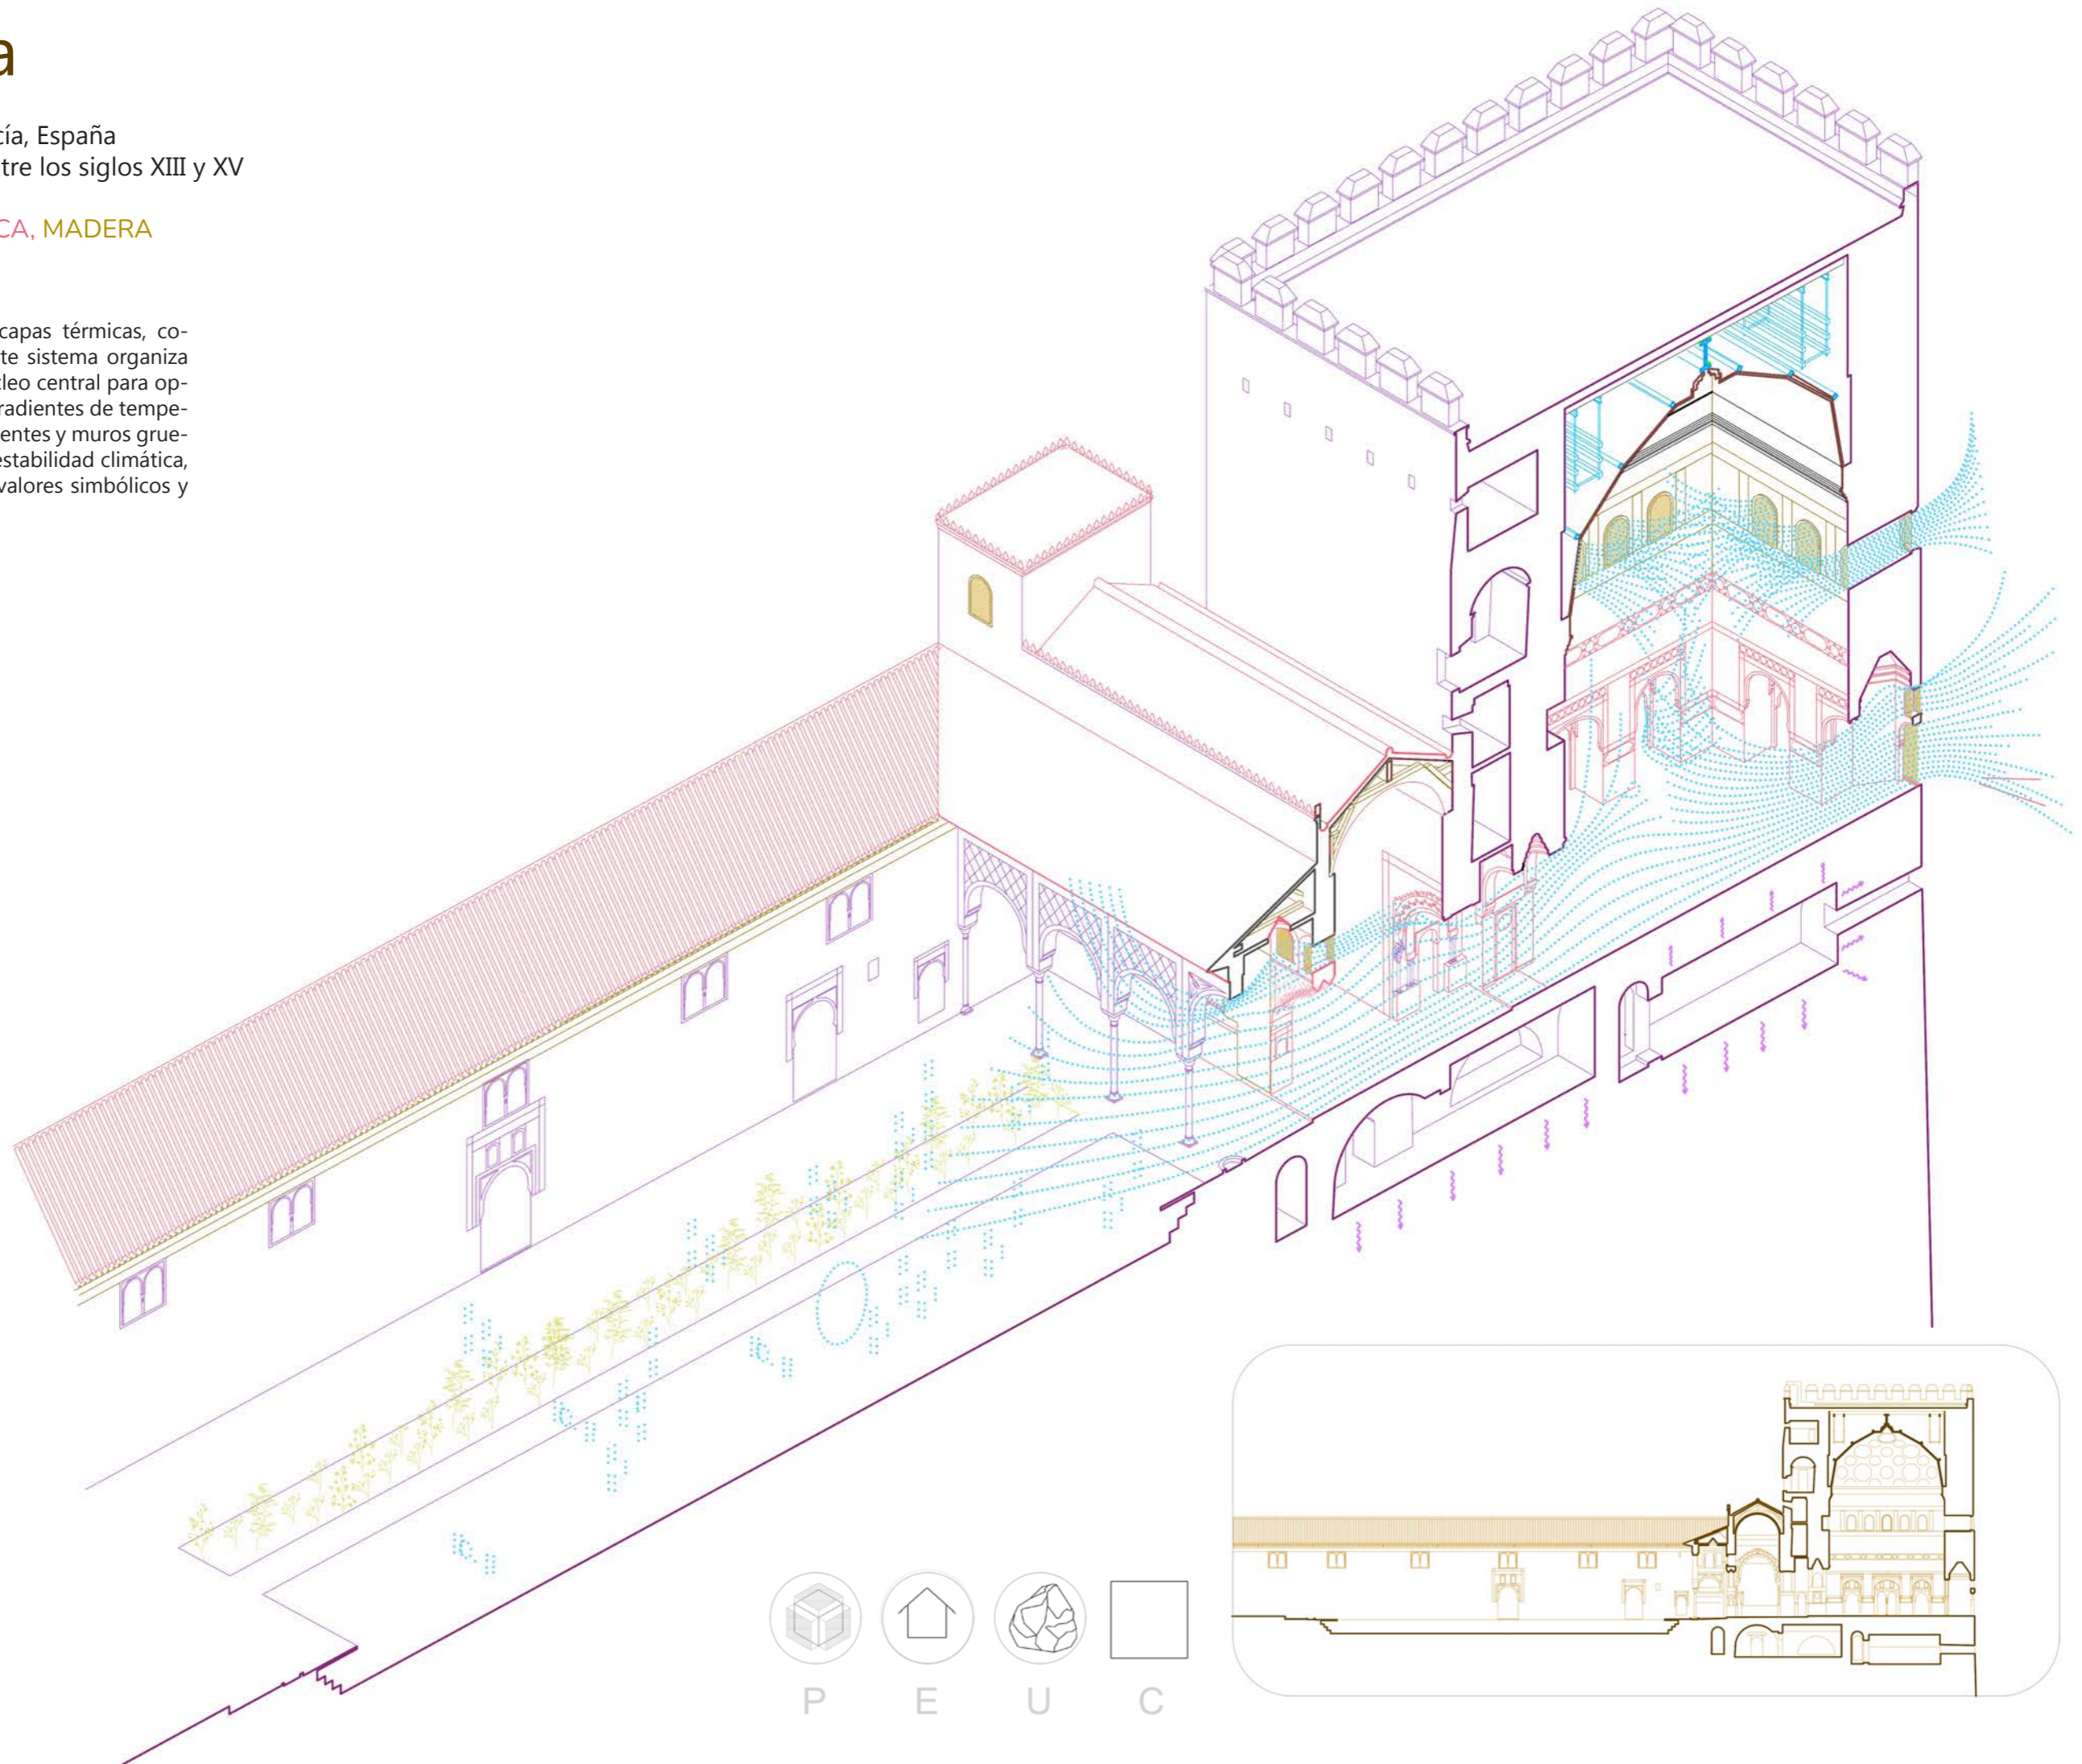 a
cía, España
tre los siglos XIII y XV
CA, MADERA
capas térmicas, co-
te sistema organiza
leo central para op-
radientes de tempe-
entes y muros grue-
estabilidad climática,
valores simbólicos y
P E U C